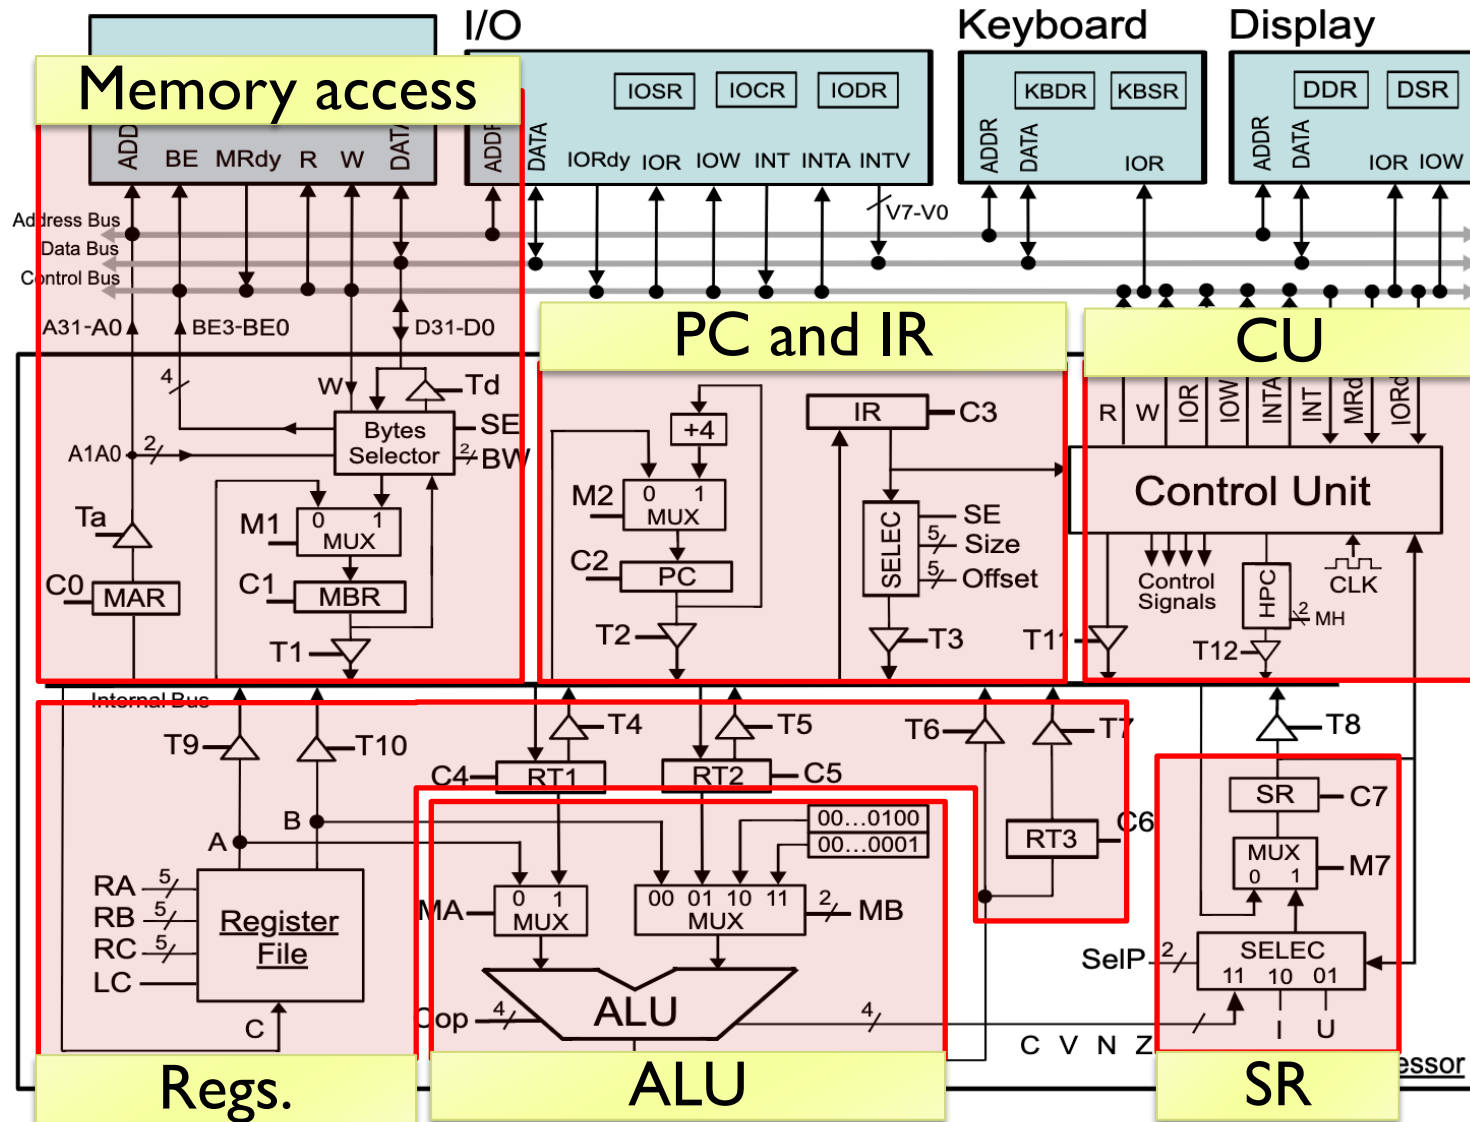 I/O
Keyboard
Display
Memory access
IOSR
IOCR
IODR
KBDR
KBSR
DDR
DSR
ADD
BE
MRdy
R
W
DATA
ADDR
DATA
IORdy
IOR
IOW
INT
INTA
INTV
ADDR
DATA
IOR
ADDR
DATA
IOR
IOW
V7-V0
Address Bus
Data Bus
Control Bus
A31-A0
BE3-BE0
D31-D0
PC and IR
CU
4
W
Td
Bytes
Selector
SE
2
BW
A1A0
2
Ta
M1
0
1
MUX
C0
MAR
C1
MBR
T1
+4
M2
0
1
MUX
C2
PC
T2
IR
C3
SELEC
SE
5
Size
5
Offset
T3
R
W
IOR
IOW
INTA
INT
MRd
IORd
Control Unit
Control
Signals
HPC
2
MH
CLK
T11
T12
Internal Bus
T9
T10
T4
T5
T6
T7
T8
C4
RT1
RT2
C5
A
B
00...0100
00...0001
RT3
C6
SR
C7
MUX
0
1
M7
RA
5
RB
5
RC
5
LC
Register
File
C
MA
0
1
MUX
00
01
10
11
MUX
2
MB
ALU
Cop
4
4
SelP
2
SELEC
11
10
01
I
U
C
V
N
Z
essor
Regs.
ALU
SR